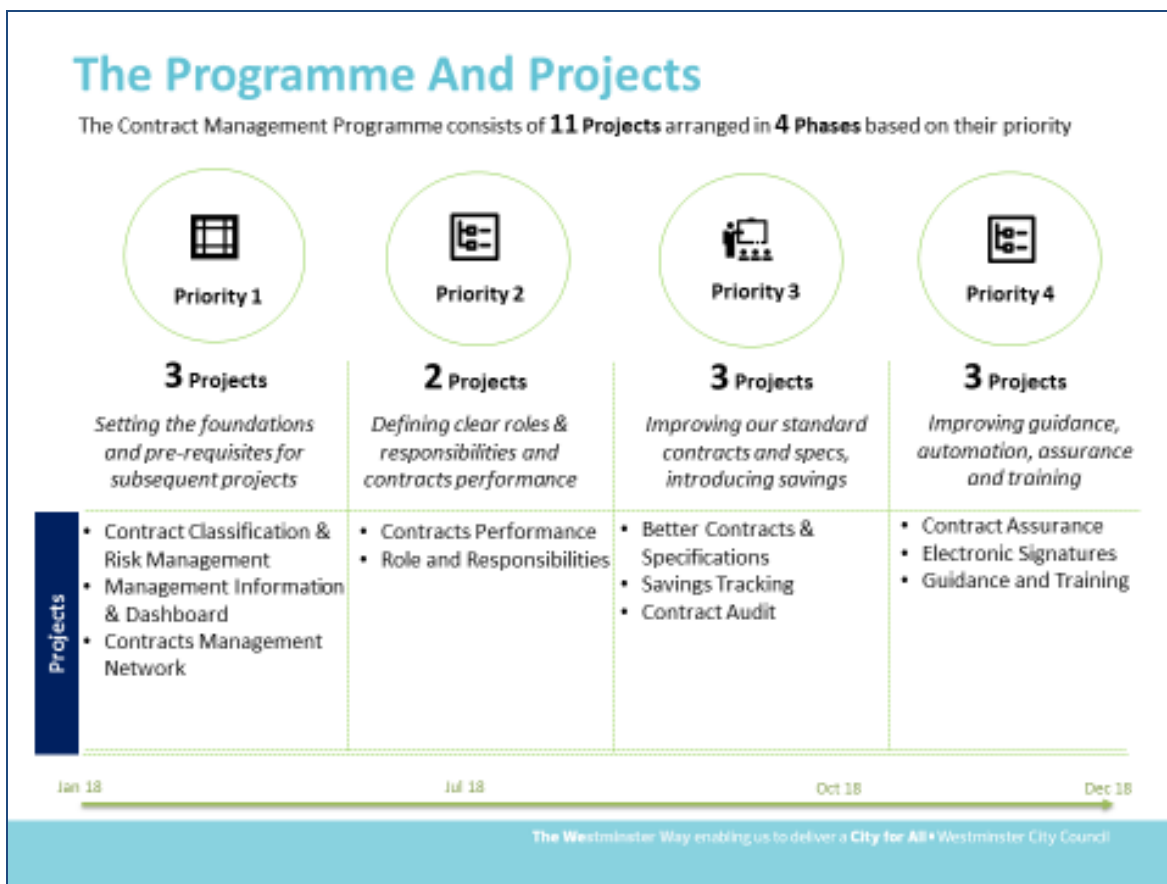 The Programme And Projects
The Contract Management Programme consists of 11 Projects arranged in 4 Phases based on their priority
Priority 1
Priority 2
Priority 3
Priority 4
3 Projects
2 Projects
3 Projects
3 Projects
Setting the foundations
and pre-requisites for
subsequent projects
Defining clear roles &
responsibilities and
contracts performance
Improving our standard
contracts and specs,
introducing savings
Improving guidance,
automation, assurance
and training
Projects
• Contract Classification &
Risk Management
• Management Information
& Dashboard
• Contracts Management
Network
• Contracts Performance
• Role and Responsibilities
• Better Contracts &
Specifications
• Savings Tracking
• Contract Audit
• Contract Assurance
• Electronic Signatures
• Guidance and Training
Jan 18
Jul 18
Oct 18
Dec 18
The Westminster Way enabling us to deliver a City for All • Westminster City Council